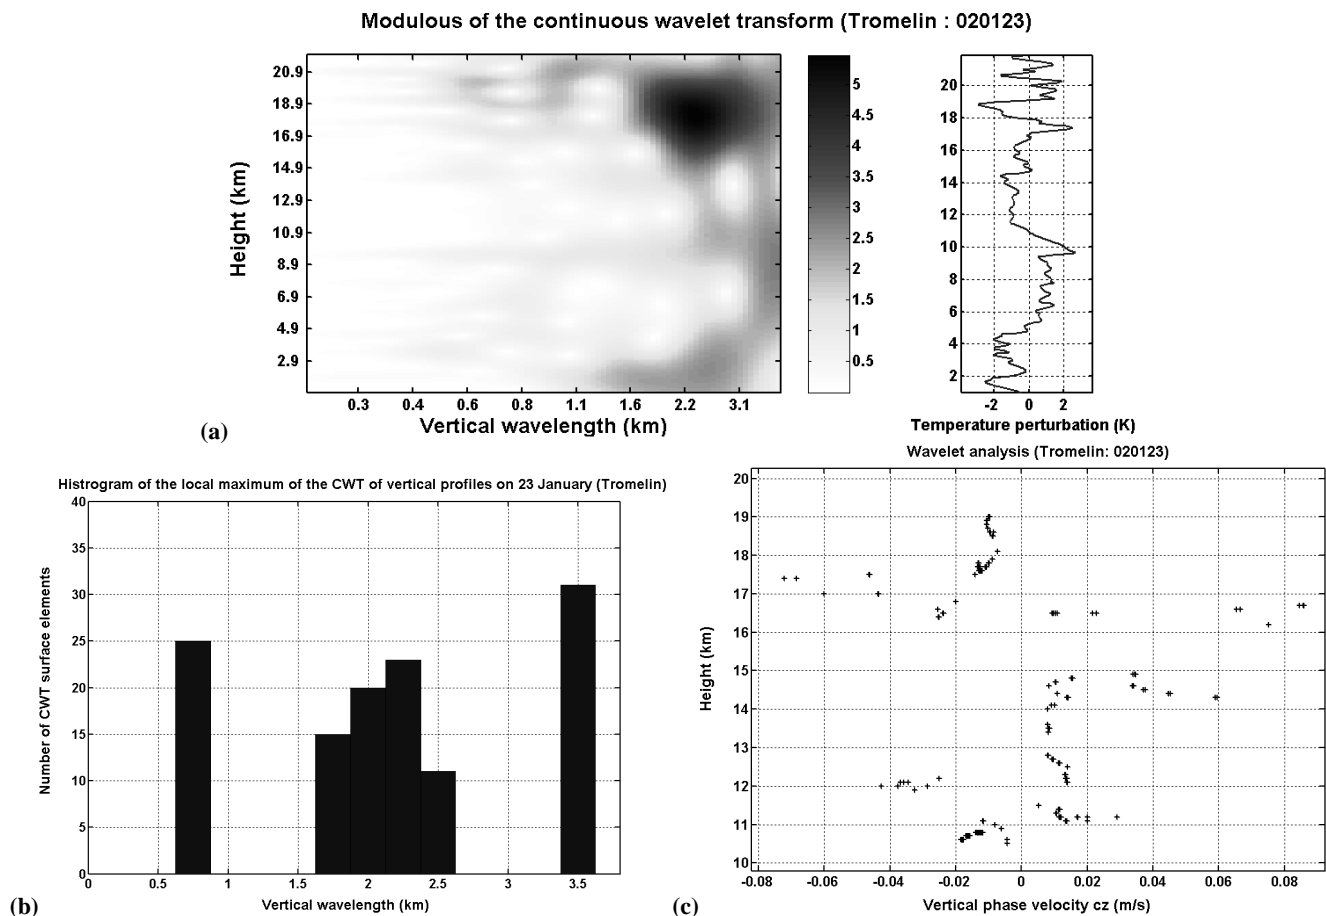 Modulous of the continuous wavelet transform (Tromelin : 020123)
20.9
18.9
16.9
14.9
12.9
10.9
8.9
6.9
4.9
2.9
Height (km)
0.3 0.4 0.6 0.8 1.1 1.6 2.2 3.1
Vertical wavelength (km)
5
4.5
4
3.5
3
2.5
2
1.5
1
0.5
20
18
16
14
12
10
8
6
4
2
-2 0 2
Temperature perturbation (K)
(a)
Histrogram of the local maximum of the CWT of vertical profiles on 23 January (Tromelin)
40
35
30
25
20
15
10
5
0
Number of CWT surface elements
0 0.5 1 1.5 2 2.5 3 3.5
Vertical wavelength (km)
(b)
Wavelet analysis (Tromelin: 020123)
20
19
18
17
16
15
14
13
12
11
10
Height (km)
-0.08 -0.06 -0.04 -0.02 0 0.02 0.04 0.06 0.08
Vertical phase velocity cz (m/s)
(c)